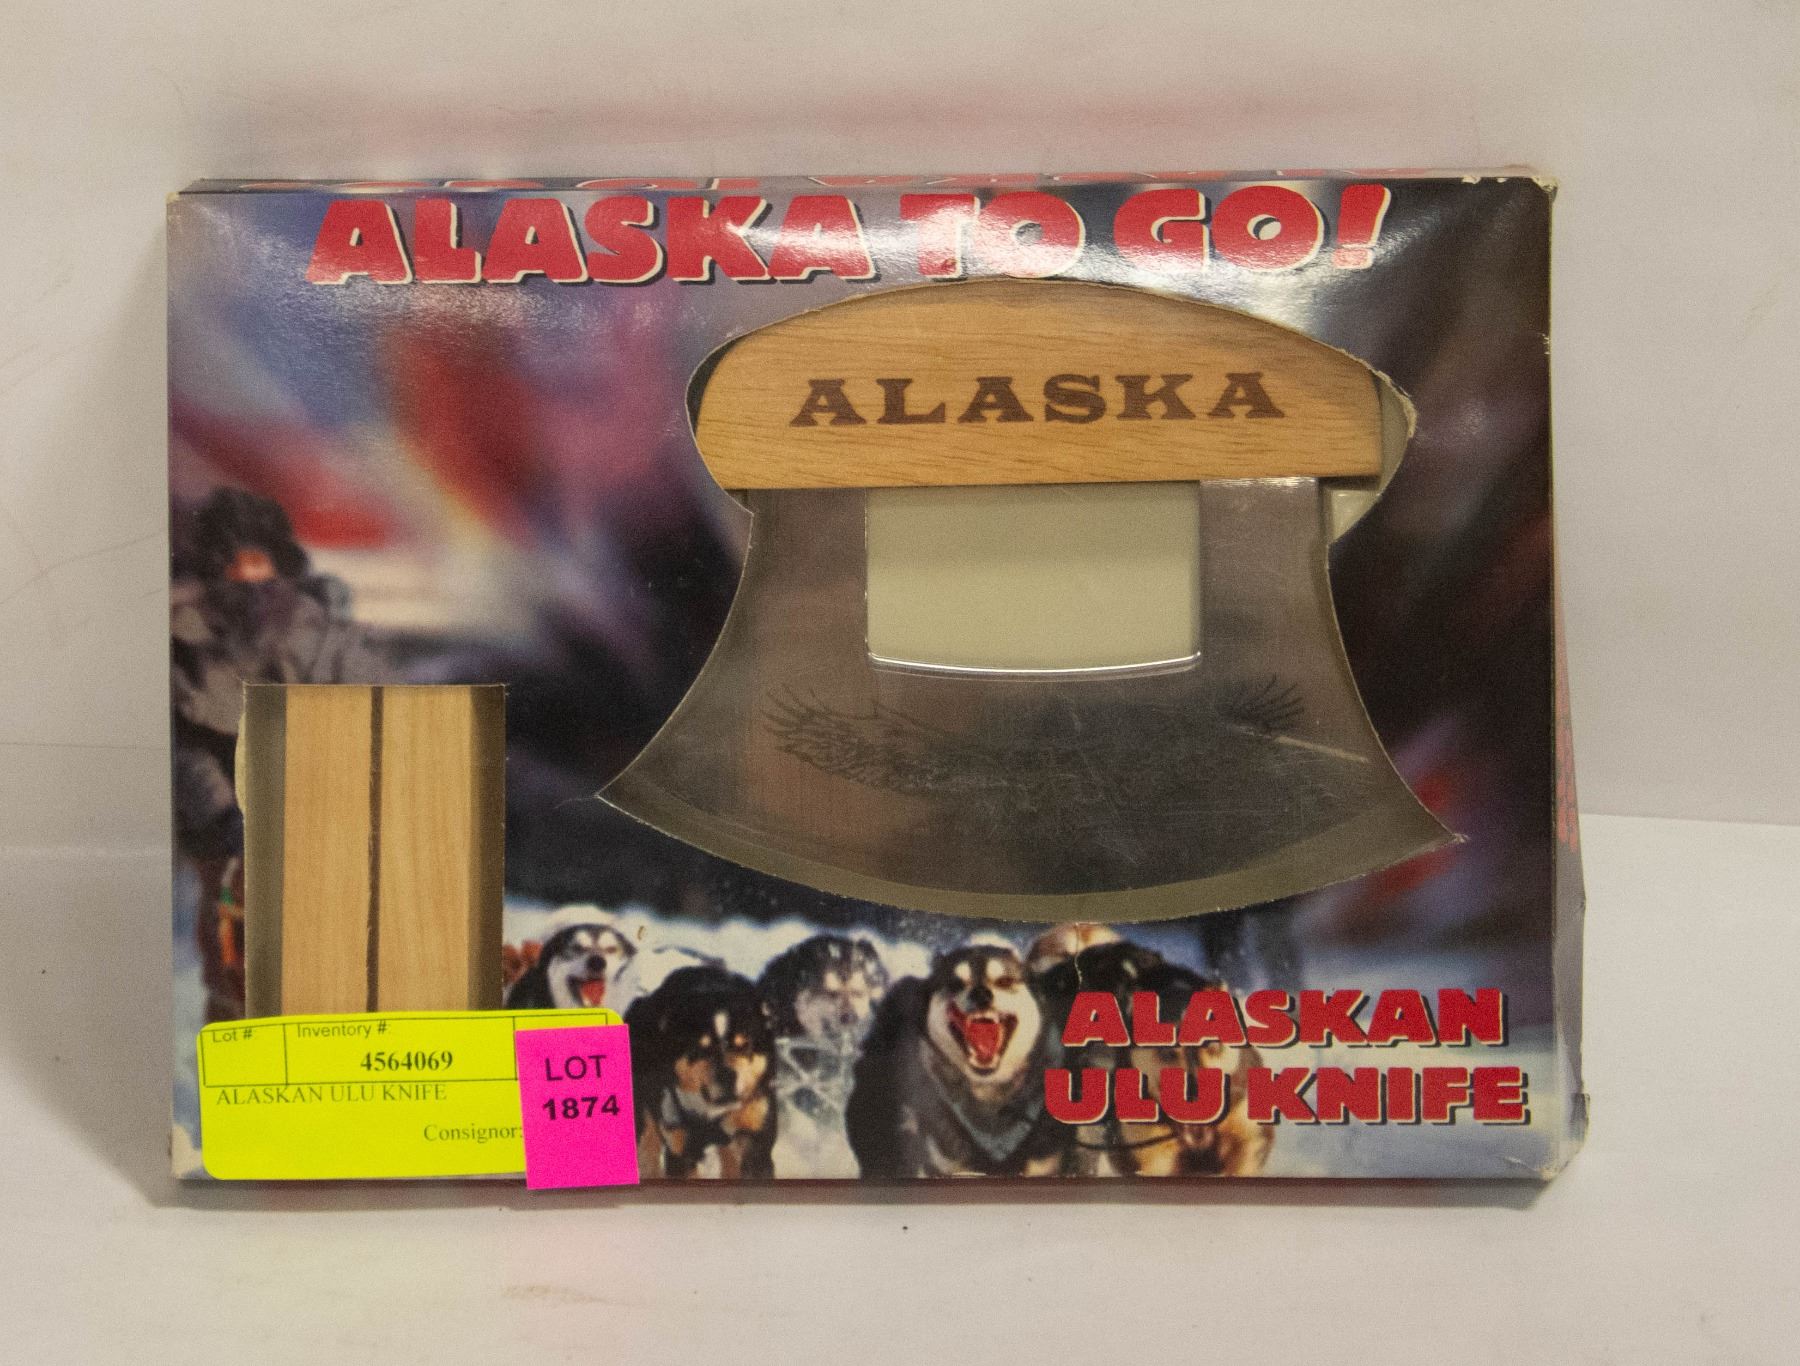 ALASKA TO GO!
ALASKA
ALASKAN
ULU KNIFE
Lot #:
Inventory #:
4564069
ALASKAN ULU KNIFE
Consignor:
LOT
1874